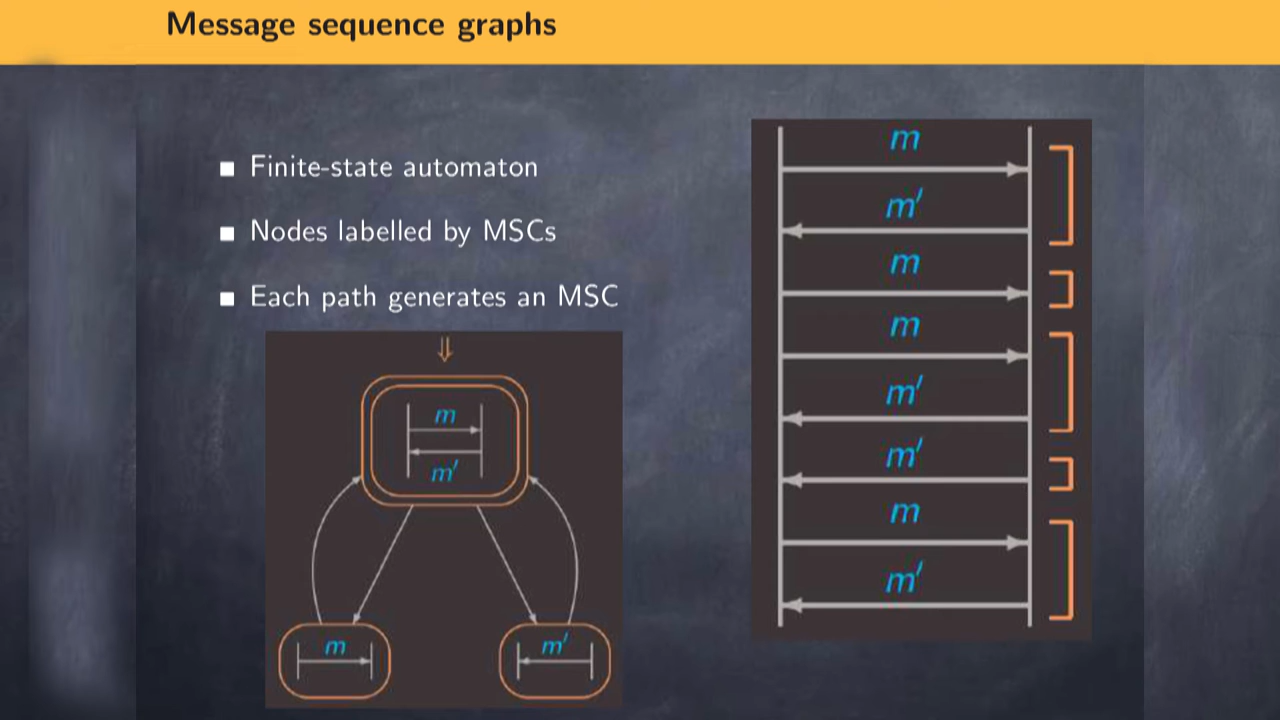 Message sequence graphs
Finite-state automaton
Nodes labelled by MSCs
Each path generates an MSC
m
m′
m
m′
m
m′
m
m
m′
m′
m
m′